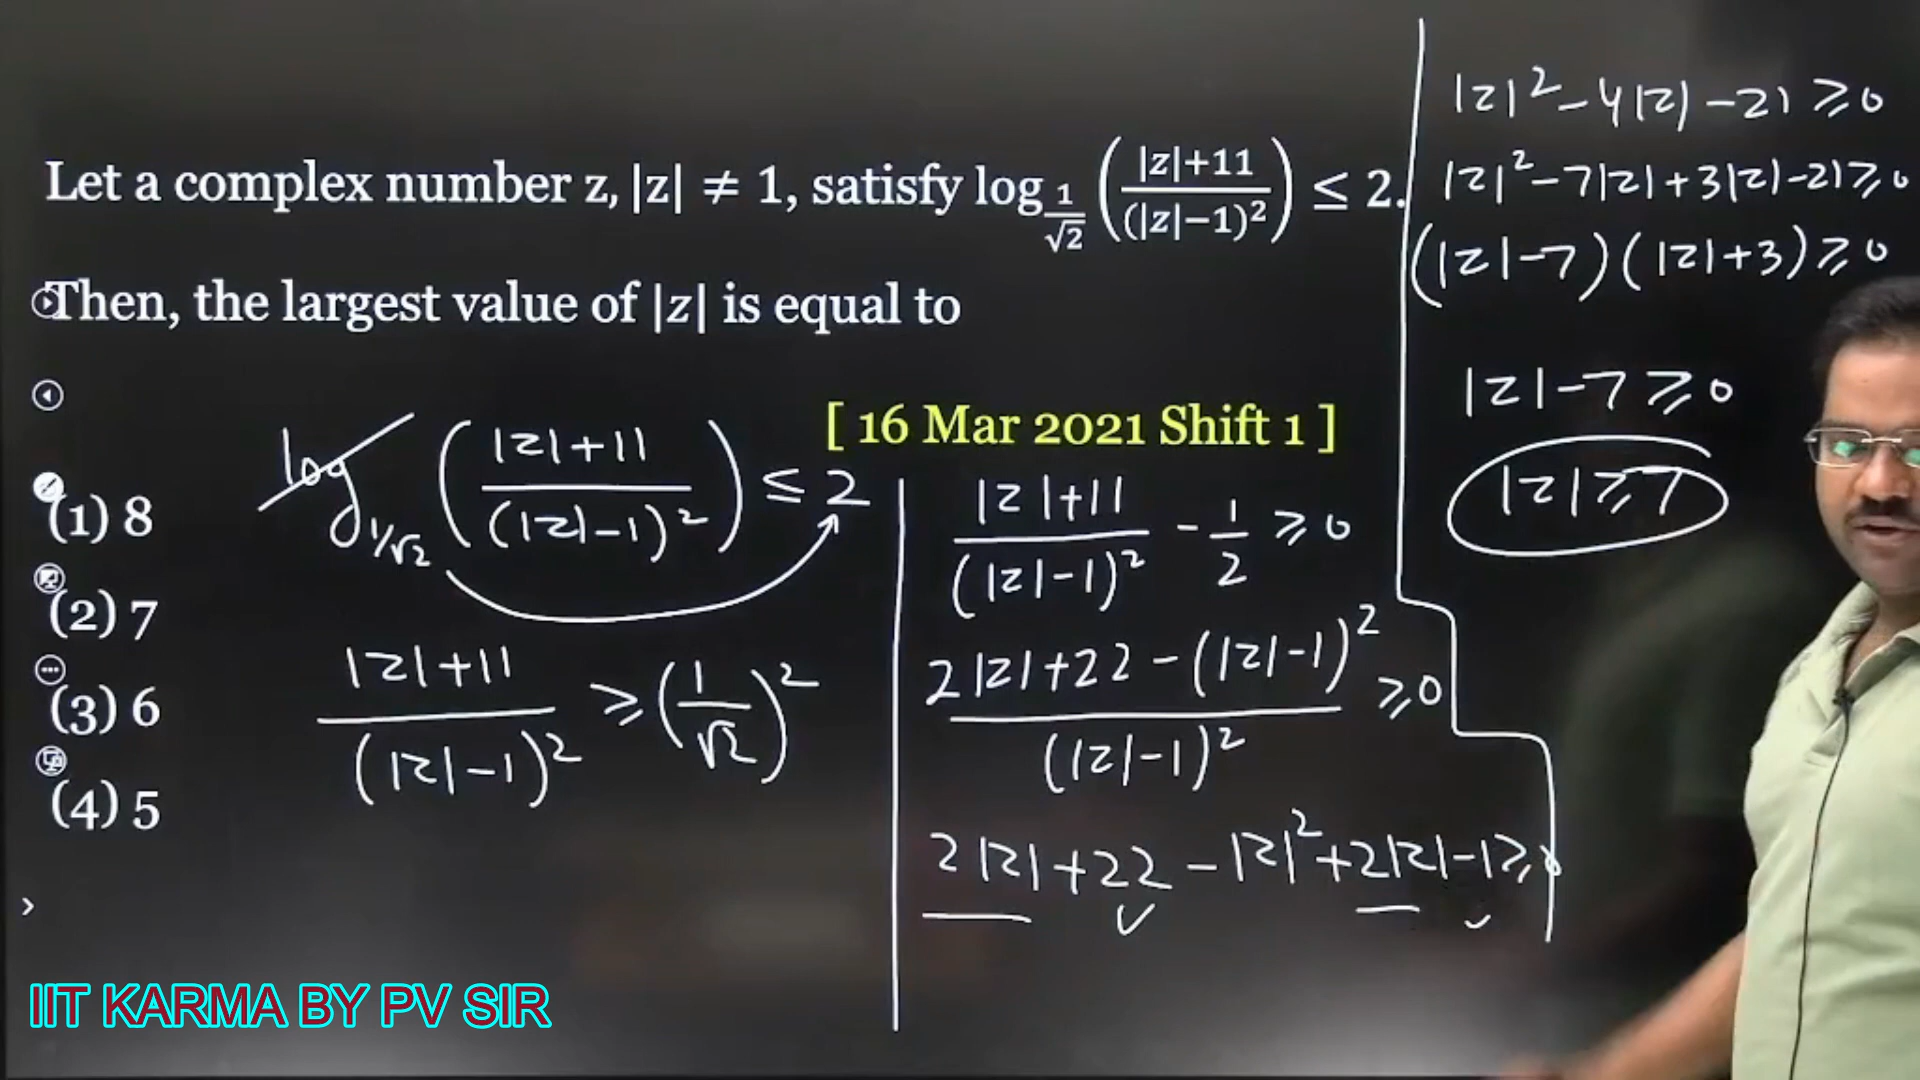 Let a complex number z, |z| ≠ 1, satisfy log_{1/√2} ((|z|+11)/((|z|−1)²)) ≤ 2.
Then, the largest value of |z| is equal to
[ 16 Mar 2021 Shift 1 ]
(1) 8
(2) 7
(3) 6
(4) 5
log_{1/√2} ((|z|+11)/((|z|−1)²)) ≤ 2
(|z|+11)/((|z|−1)²) ≥ (1/√2)²
(|z|+11)/((|z|−1)²) − 1/2 ≥ 0
(2|z|+22−(|z|−1)²)/((|z|−1)²) ≥ 0
2|z|+22−|z|²+2|z|−1≥0
|z|²−4|z|−21≥0
|z|²−7|z|+3|z|−21≥0
(|z|−7)(|z|+3)≥0
|z|−7≥0
|z|≥7
IIT KARMA BY PV SIR